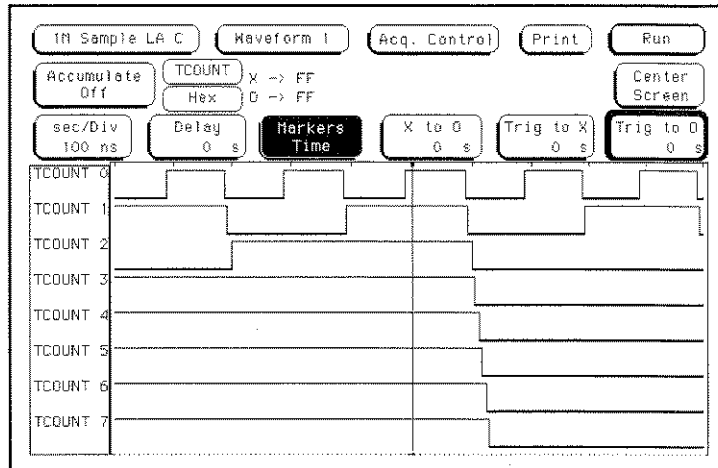 1N Sample LA C
Waveform 1
Acq. Control
Print
Run
Accumulate
Off
TCOUNT
Hex
X -> FF
O -> FF
Center
Screen
sec/Div
100 ns
Delay
0 s
Markers
Time
X to O
0 s
Trig to X
0 s
Trig to O
0 s
TCOUNT 0
TCOUNT 1
TCOUNT 2
TCOUNT 3
TCOUNT 4
TCOUNT 5
TCOUNT 6
TCOUNT 7